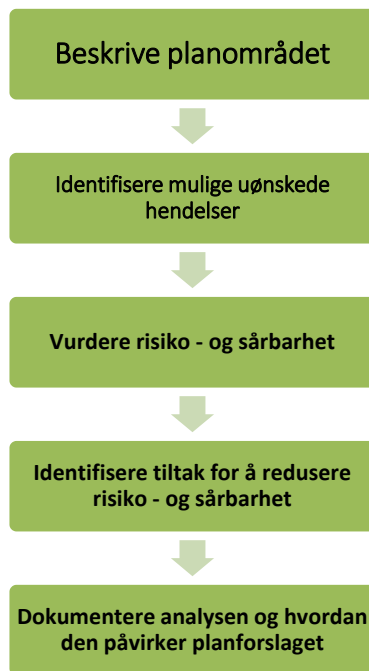 Beskrive planområdet
Identifisere mulige uønskede
hendelser
Vurdere risiko - og sårbarhet
Identifisere tiltak for å redusere
risiko - og sårbarhet
Dokumentere analysen og hvordan
den påvirker planforslaget